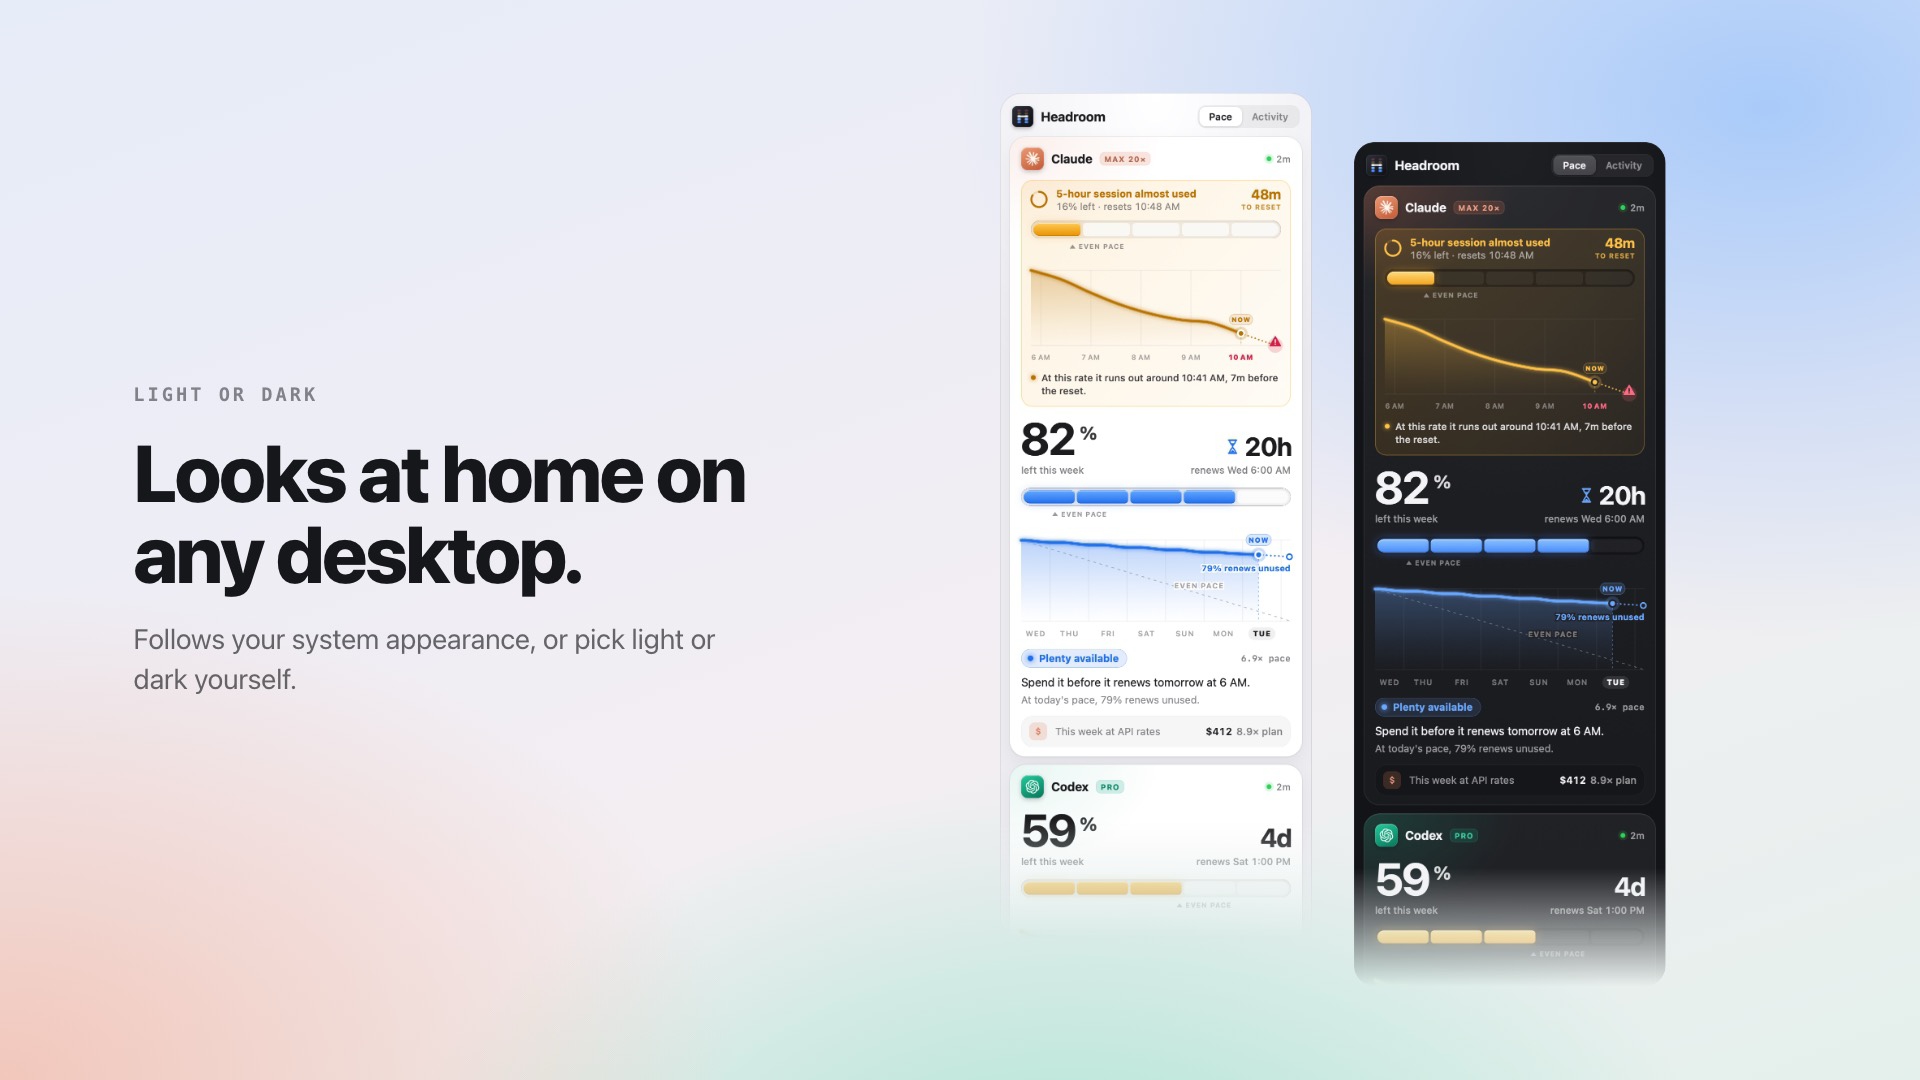 LIGHT OR DARK
Looks at home on
any desktop.
Follows your system appearance, or pick light or
dark yourself.
Headroom
Pace Activity
Claude MAX 20× 2m
5-hour session almost used 48m
16% left · resets 10:48 AM TO RESET
▲ EVEN PACE
NOW
6 AM 7 AM 8 AM 9 AM 10 AM
At this rate it runs out around 10:41 AM, 7m before
the reset.
82% 20h
left this week renews Wed 6:00 AM
▲ EVEN PACE
NOW
79% renews unused
EVEN PACE
WED THU FRI SAT SUN MON TUE
Plenty available 6.9× pace
Spend it before it renews tomorrow at 6 AM.
At today's pace, 79% renews unused.
$ This week at API rates $412 8.9× plan
Codex PRO 2m
59% 4d
left this week renews Sat 1:00 PM
▲ EVEN PACE
Headroom
Pace Activity
Claude MAX 20× 2m
5-hour session almost used 48m
16% left · resets 10:48 AM TO RESET
▲ EVEN PACE
NOW
6 AM 7 AM 8 AM 9 AM 10 AM
At this rate it runs out around 10:41 AM, 7m before
the reset.
82% 20h
left this week renews Wed 6:00 AM
▲ EVEN PACE
NOW
79% renews unused
EVEN PACE
WED THU FRI SAT SUN MON TUE
Plenty available 6.9× pace
Spend it before it renews tomorrow at 6 AM.
At today's pace, 79% renews unused.
$ This week at API rates $412 8.9× plan
Codex PRO 2m
59% 4d
left this week renews Sat 1:00 PM
▲ EVEN PACE